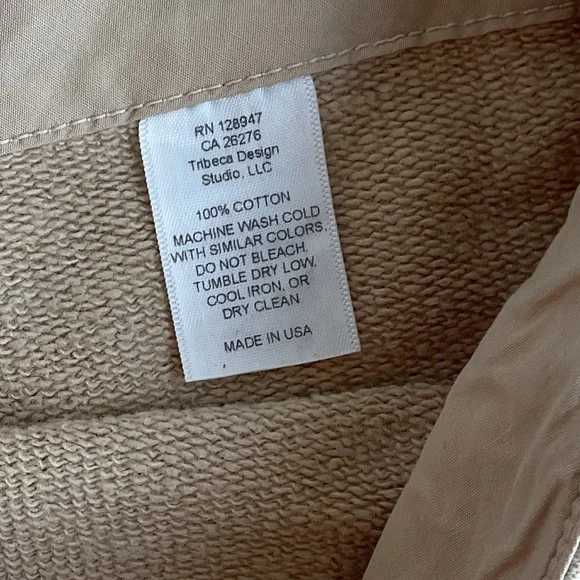 RN 128947
CA 26276
Tribeca Design
Studio, LLC
100% COTTON
MACHINE WASH COLD
WITH SIMILAR COLORS.
DO NOT BLEACH.
TUMBLE DRY LOW.
COOL IRON, OR
DRY CLEAN
MADE IN USA